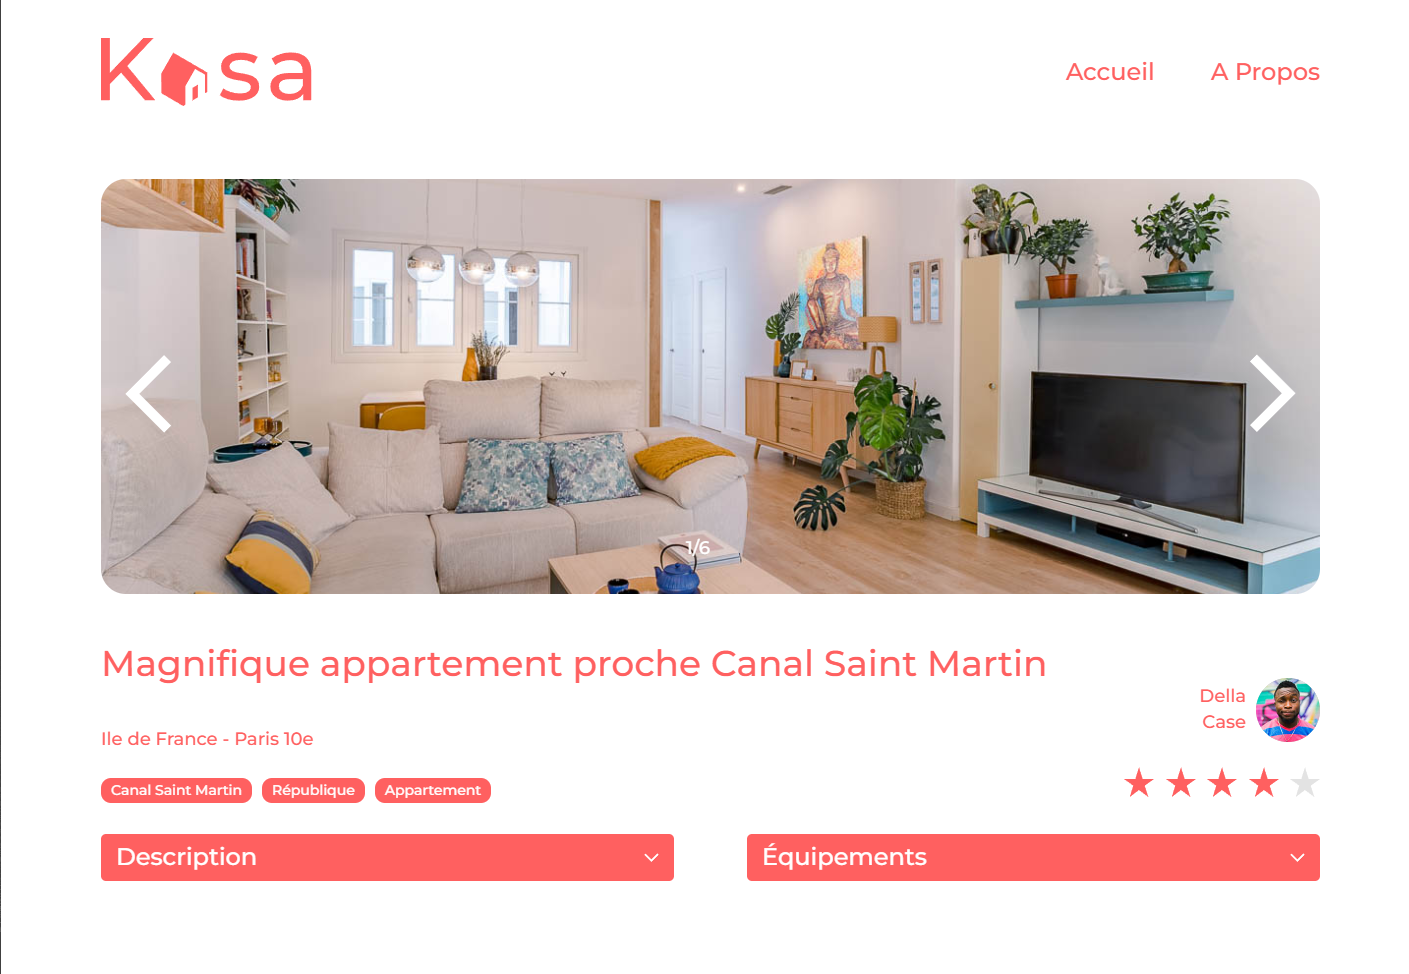 Kasa
Accueil
A Propos
1/6
Magnifique appartement proche Canal Saint Martin
Della
Case
Ile de France - Paris 10e
Canal Saint Martin
République
Appartement
Description
Équipements